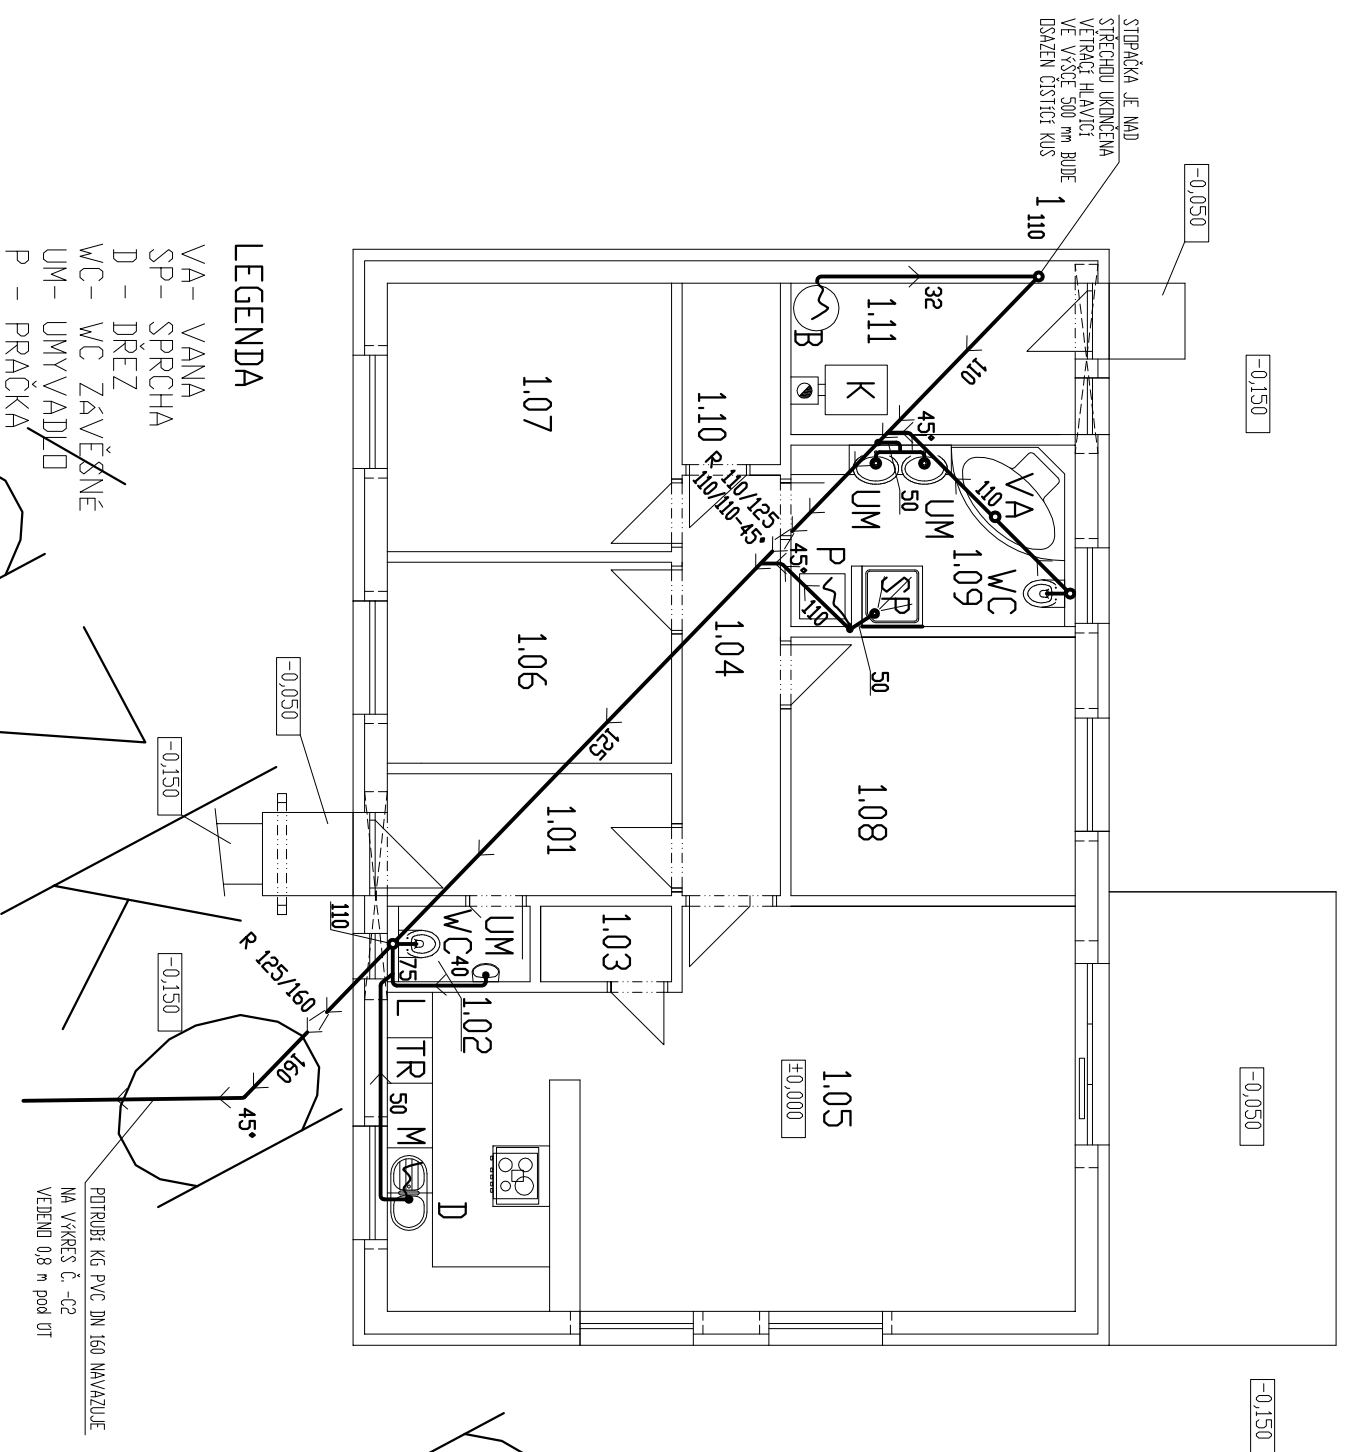 STOPAČKA JE NAD
STŘECHOU UKONČENA
VĚTRACÍ HLAVICÍ
VE VÝŠCE 500 mm BUDE
OSAZEN ČISTÍCÍ KUS
1
110
-0,050
-0,150
32
1.11
B
K
110
45°
VA
110
UM
UM
50
1.09
WC
SP
P
110
45°
50
R 110/125
110/110-45°
1.10
1.07
1.04
1.06
1.08
125
1.01
1.03
UM
WC
40
75
110
1.02
L
TR
50
M
D
1.05
±0,000
-0,050
-0,150
-0,050
-0,150
-0,150
R 125/160
160
45°
POTRUBÍ KG PVC DN 160 NAVAZUJE
NA VÝKRES Č. -C2
VEDENO 0,8 m pod ÚT
LEGENDA
VA- VANA
SP- SPRCHA
D - DŘEZ
WC- WC ZÁVĚSNÉ
UM- UMYVADLO
P - PRAČKA